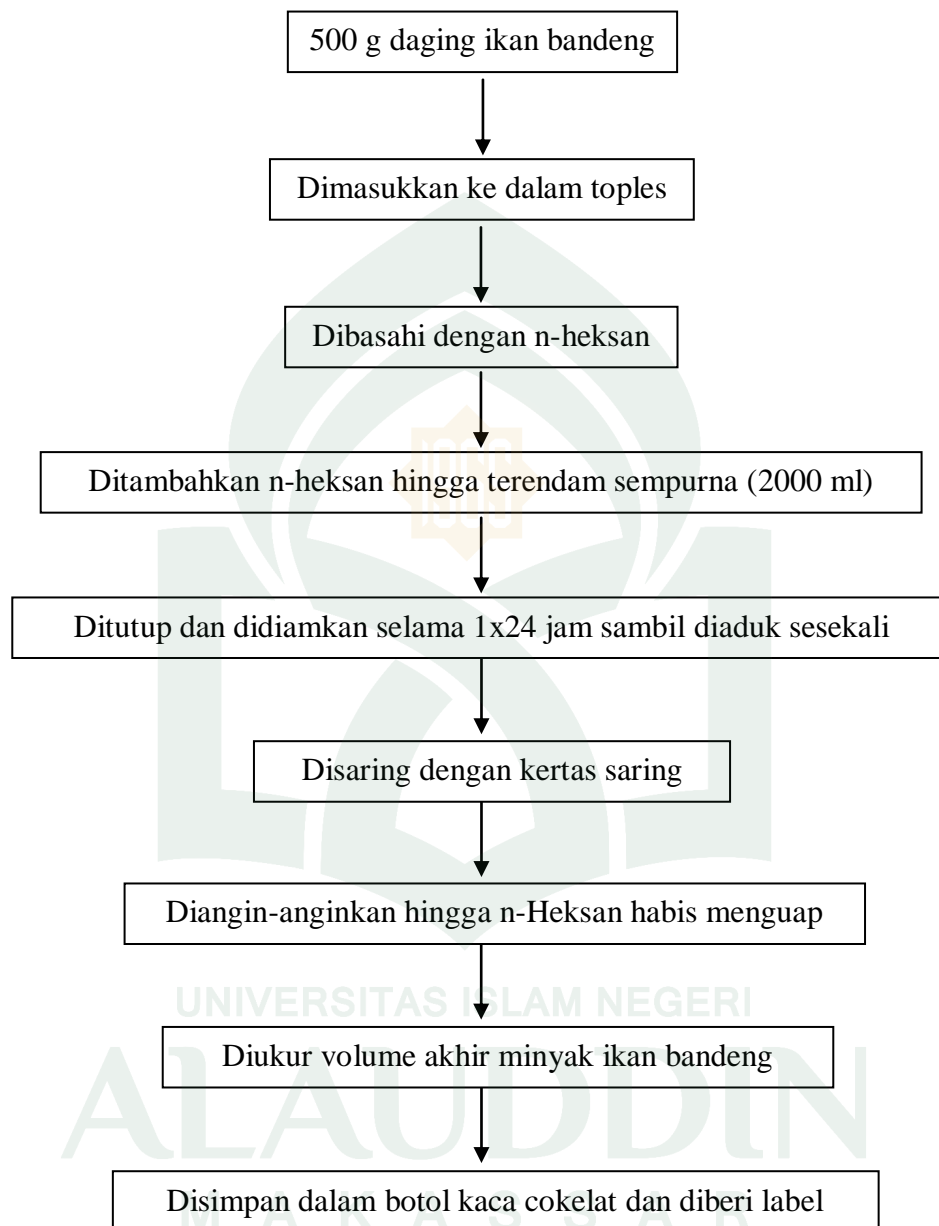 500 g daging ikan bandeng
Dimasukkan ke dalam toples
Dibasahi dengan n-heksan
Ditambahkan n-heksan hingga terendam sempurna (2000 ml)
Ditutup dan didiamkan selama 1x24 jam sambil diaduk sesekali
Disaring dengan kertas saring
Diangin-anginkan hingga n-Heksan habis menguap
UNIVERSITAS ISLAM NEGERI
Diukur volume akhir minyak ikan bandeng
ALAUDDIN
Disimpan dalam botol kaca cokelat dan diberi label
MAKASSAR